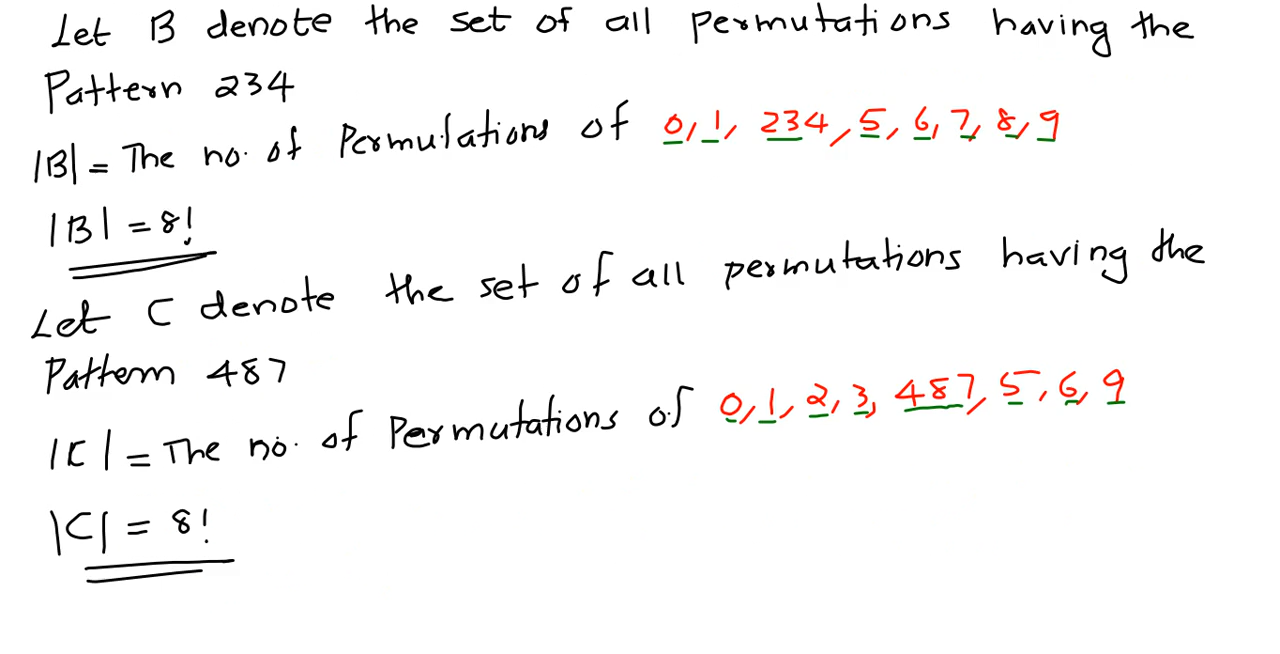 Let B denote the set of all permutations having the
Pattern 234
|B| = The no. of Permutations of 0, 1, 234, 5, 6, 7, 8, 9
|B| = 8!
Let C denote the set of all permutations having the
Pattern 487
|C| = The no. of Permutations of 0, 1, 2, 3, 487, 5, 6, 9
|C| = 8!